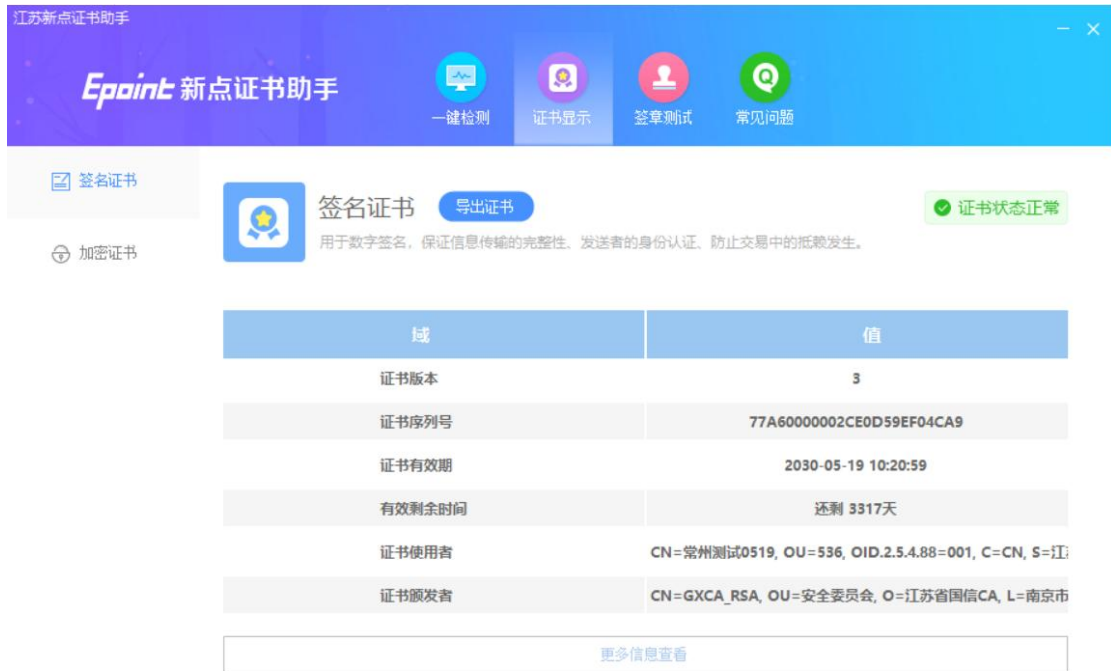 江苏新点证书助手
Epoint 新点证书助手
一键检测
证书显示
签章测试
常见问题
签名证书
加密证书
签名证书
导出证书
证书状态正常
用于数字签名，保证信息传输的完整性、发送者的身份认证、防止交易中的抵赖发生。
域 值
证书版本 3
证书序列号 77A60000002CE0D59EF04CA9
证书有效期 2030-05-19 10:20:59
有效剩余时间 还剩 3317天
证书使用者 CN=常州测试0519, OU=536, OID.2.5.4.88=001, C=CN, S=江
证书颁发者 CN=GXCA_RSA, OU=安全委员会, O=江苏省国信CA, L=南京市
更多信息查看